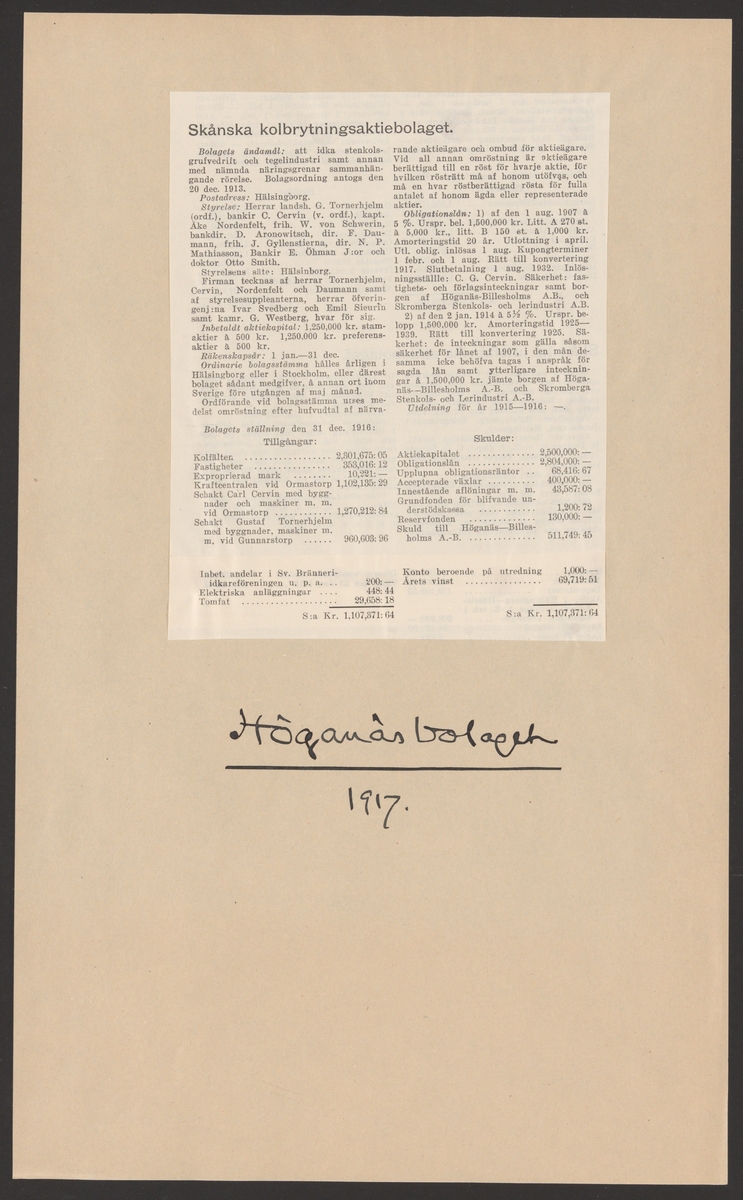 Skånska kolbrytningsaktiebolaget.
Bolagets ändamål: att idka stenkols-
grufvedrift och tegelindustri samt annan
med nämnda näringsgrenar sammanhän-
gande rörelse. Bolagsordning antogs den
20 dec. 1913.
Postadress: Hälsingborg.
Styrelse: Herrar landsh. G. Tornerhjelm
(ordf.), bankir C. Cervin (v. ordf.), kapt.
Åke Nordenfelt, frih. W. von Schwerin,
bankdir. D. Aronowitsch, dir. F. Dau-
mann, frih. J. Gyllenstierna, dir. N. P.
Mathiasson, Bankir E. Öhman J:or och
doktor Otto Smith.
Styrelsens säte: Hälsinborg.
Firman tecknas af herrar Tornerhjelm,
Cervin, Nordenfelt och Daumann samt
af styrelsesuppleanterna, herrar öfverin-
genj:na Ivar Svedberg och Emil Sieurin
samt kamr. G. Westberg, hvar för sig.
Inbetaldt aktiekapital: 1,250,000 kr. stam-
aktier à 500 kr. 1,250,000 kr. preferens-
aktier à 500 kr.
Räkenskapsår: 1 jan.—31 dec.
Ordinarie bolagsstämma hålles årligen i
Hälsingborg eller i Stockholm, eller därest
bolaget sådant medgifver, å annan ort inom
Sverige före utgången af maj månad.
Ordförande vid bolagsstämma utses me-
delst omröstning efter hufvudtal af närva-
rande aktieägare och ombud för aktieägare.
Vid all annan omröstning är aktieägare
berättigad till en röst för hvarje aktie, för
hvilken rösträtt må af honom utöfvas, och
må en hvar röstberättigad rösta för fulla
antalet af honom ägda eller representerade
aktier.
Obligationslån: 1) af den 1 aug. 1907 à
5 %. Urspr. bel. 1,500,000 kr. Litt. A 270 st.
à 5,000 kr., litt. B 150 st. à 1,000 kr.
Amorteringstid 20 år. Utlottning i april.
Utl. oblig. inlösas 1 aug. Kupongterminer
1 febr. och 1 aug. Rätt till konvertering
1917. Slutbetalning 1 aug. 1932. Inlös-
ningsställe: C. G. Cervin. Säkerhet: fas-
tighets- och förlagsinteckningar samt bor-
gen af Höganäs-Billesholms A.B., och
Skromberga Stenkols- och lerindustri A.B.
2) af den 2 jan. 1914 à 5½ %. Urspr. be-
lopp 1,500,000 kr. Amorteringstid 1925—
1939. Rätt till konvertering 1925. Sä-
kerhet: de inteckningar som gälla såsom
säkerhet för lånet af 1907, i den mån de-
samma icke behöfva tagas i anspråk för
sagda lån samt ytterligare intecknin-
gar å 1,500,000 kr. jämte borgen af Höga-
näs—Billesholms A.-B. och Skromberga
Stenkols- och Lerindustri A.-B.
Utdelning för år 1915—1916: —.
Bolagets ställning den 31 dec. 1916:
Tillgångar:
Kolfälten .................. 2,301,675: 05
Fastigheter ................ 353,016: 12
Exproprierad mark ....... 10,221: —
Kraftcentralen vid Ormastorp 1,102,135: 29
Schakt Carl Cervin med bygg-
nader och maskiner m. m.
vid Ormastorp ............ 1,270,212: 84
Schakt Gustaf Tornerhjelm
med byggnader, maskiner m.
m. vid Gunnarstorp ...... 960,603: 96
Inbet. andelar i Sv. Bränneri-
idkareföreningen u. p. a. .. 200: —
Elektriska anläggningar .... 448: 44
Tomfat .................... 29,658: 18
S:a Kr. 1,107,371: 64
Skulder:
Aktiekapitalet .............. 2,500,000: —
Obligationslån .............. 2,804,000: —
Upplupna obligationsräntor .. 68,416: 67
Accepterade växlar .......... 400,000: —
Innestående aflöningar m. m. 43,587: 08
Grundfonden för blifvande un-
derstödskassa ............ 1,200: 72
Reservfonden .............. 130,000: —
Skuld till Höganäs—Billes-
holms A.-B. .............. 511,749: 45
Konto beroende på utredning 1,000: —
Årets vinst ................ 69,719: 51
S:a Kr. 1,107,371: 64
Höganäsbolaget
1917.